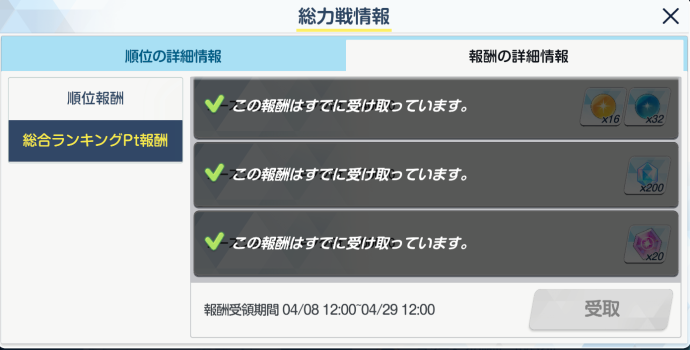 総力戦情報
順位の詳細情報
報酬の詳細情報
順位報酬
総合ランキングPt報酬
この報酬はすでに受け取っています。
x16
x32
この報酬はすでに受け取っています。
x200
この報酬はすでに受け取っています。
x20
報酬受領期間 04/08 12:00~04/29 12:00
受取